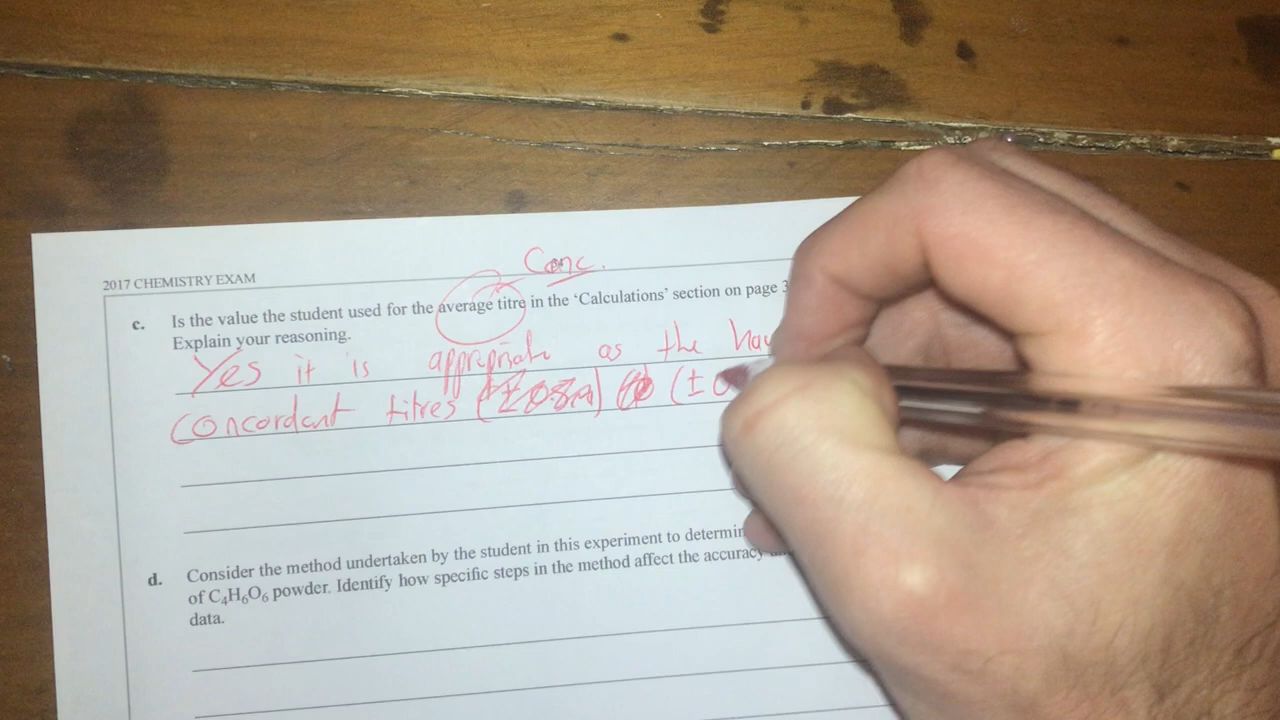 Conc.
2017 CHEMISTRY EXAM
c. Is the value the student used for the average titre in the ‘Calculations’ section on page 3
Explain your reasoning.
Yes it is appropriate as the hav
concordant titres (±0
d. Consider the method undertaken by the student in this experiment to determin
of C₄H₆O₆ powder. Identify how specific steps in the method affect the accuracy
data.